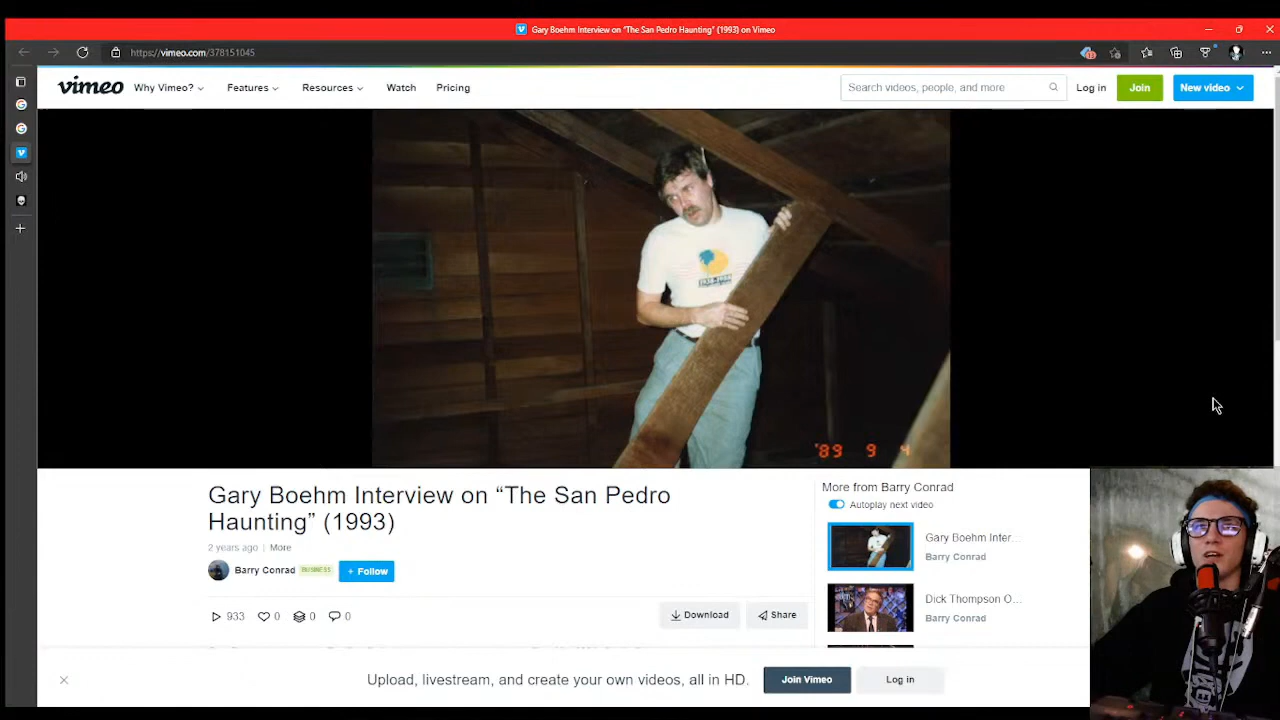 Gary Boehm Interview on “The San Pedro Haunting” (1993) on Vimeo
https://vimeo.com/378151045
vimeo Why Vimeo? Features Resources Watch Pricing Search videos, people, and more Log in Join New video
'89 9 4
Gary Boehm Interview on “The San Pedro
Haunting” (1993)
2 years ago | More
Barry Conrad BUSINESS + Follow
933 0 0 0 Download Share
More from Barry Conrad
Autoplay next video
Gary Boehm Inter...
Barry Conrad
Dick Thompson O...
Barry Conrad
Upload, livestream, and create your own videos, all in HD. Join Vimeo Log in